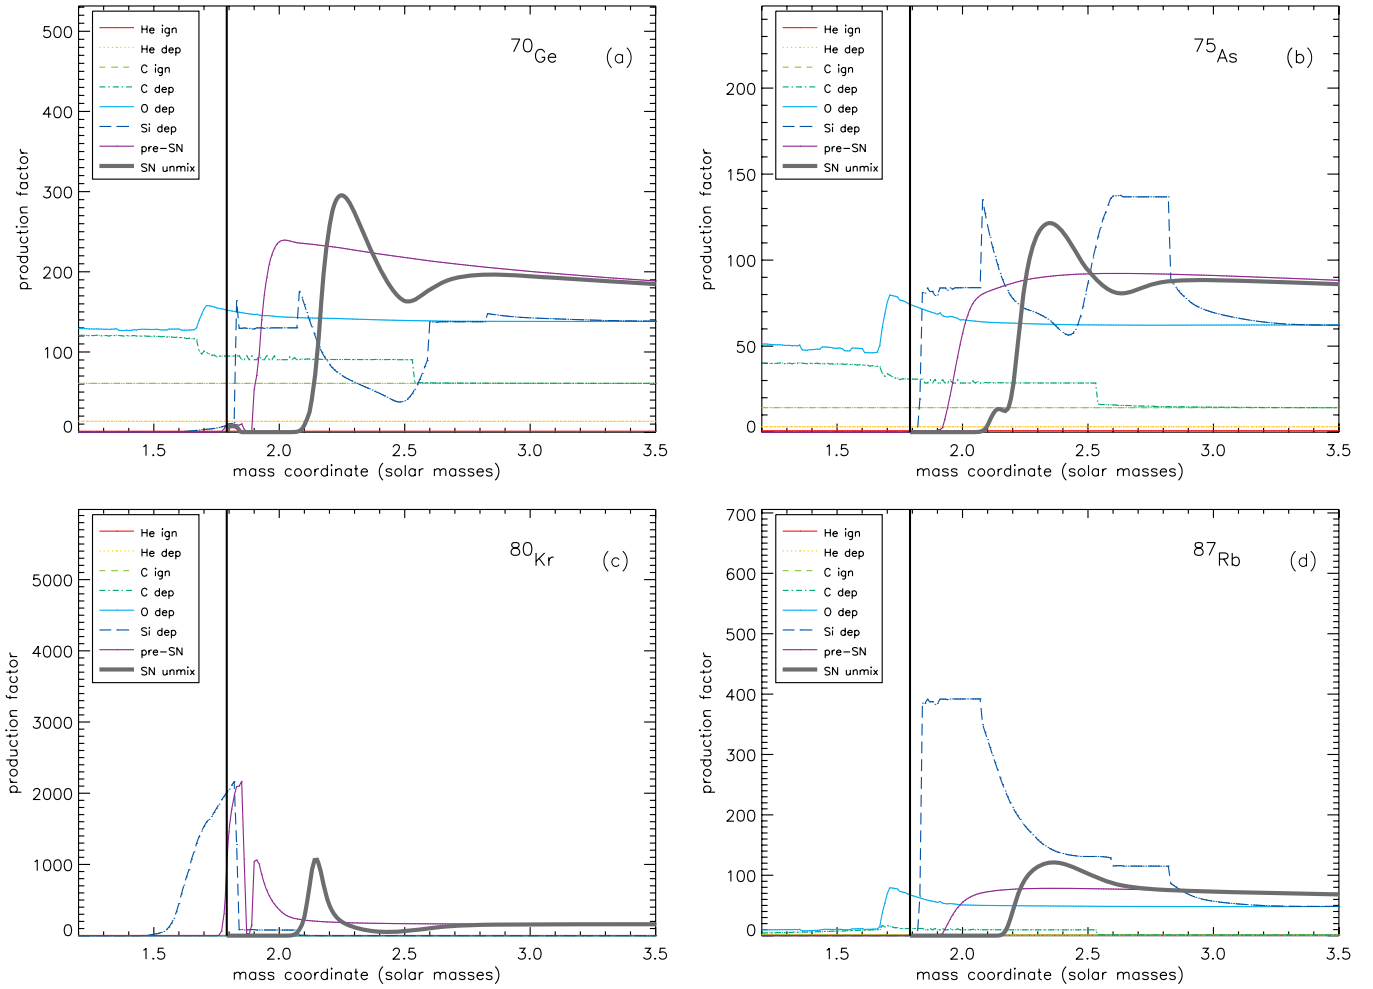 500
400
300
200
100
0
production factor
He ign
He dep
C ign
C dep
O dep
Si dep
pre-SN
SN unmix
70Ge (a)
1.5 2.0 2.5 3.0 3.5
mass coordinate (solar masses)
200
150
100
50
0
production factor
He ign
He dep
C ign
C dep
O dep
Si dep
pre-SN
SN unmix
75As (b)
1.5 2.0 2.5 3.0 3.5
mass coordinate (solar masses)
5000
4000
3000
2000
1000
0
production factor
He ign
He dep
C ign
C dep
O dep
Si dep
pre-SN
SN unmix
80Kr (c)
1.5 2.0 2.5 3.0 3.5
mass coordinate (solar masses)
700
600
500
400
300
200
100
0
production factor
He ign
He dep
C ign
C dep
O dep
Si dep
pre-SN
SN unmix
87Rb (d)
1.5 2.0 2.5 3.0 3.5
mass coordinate (solar masses)